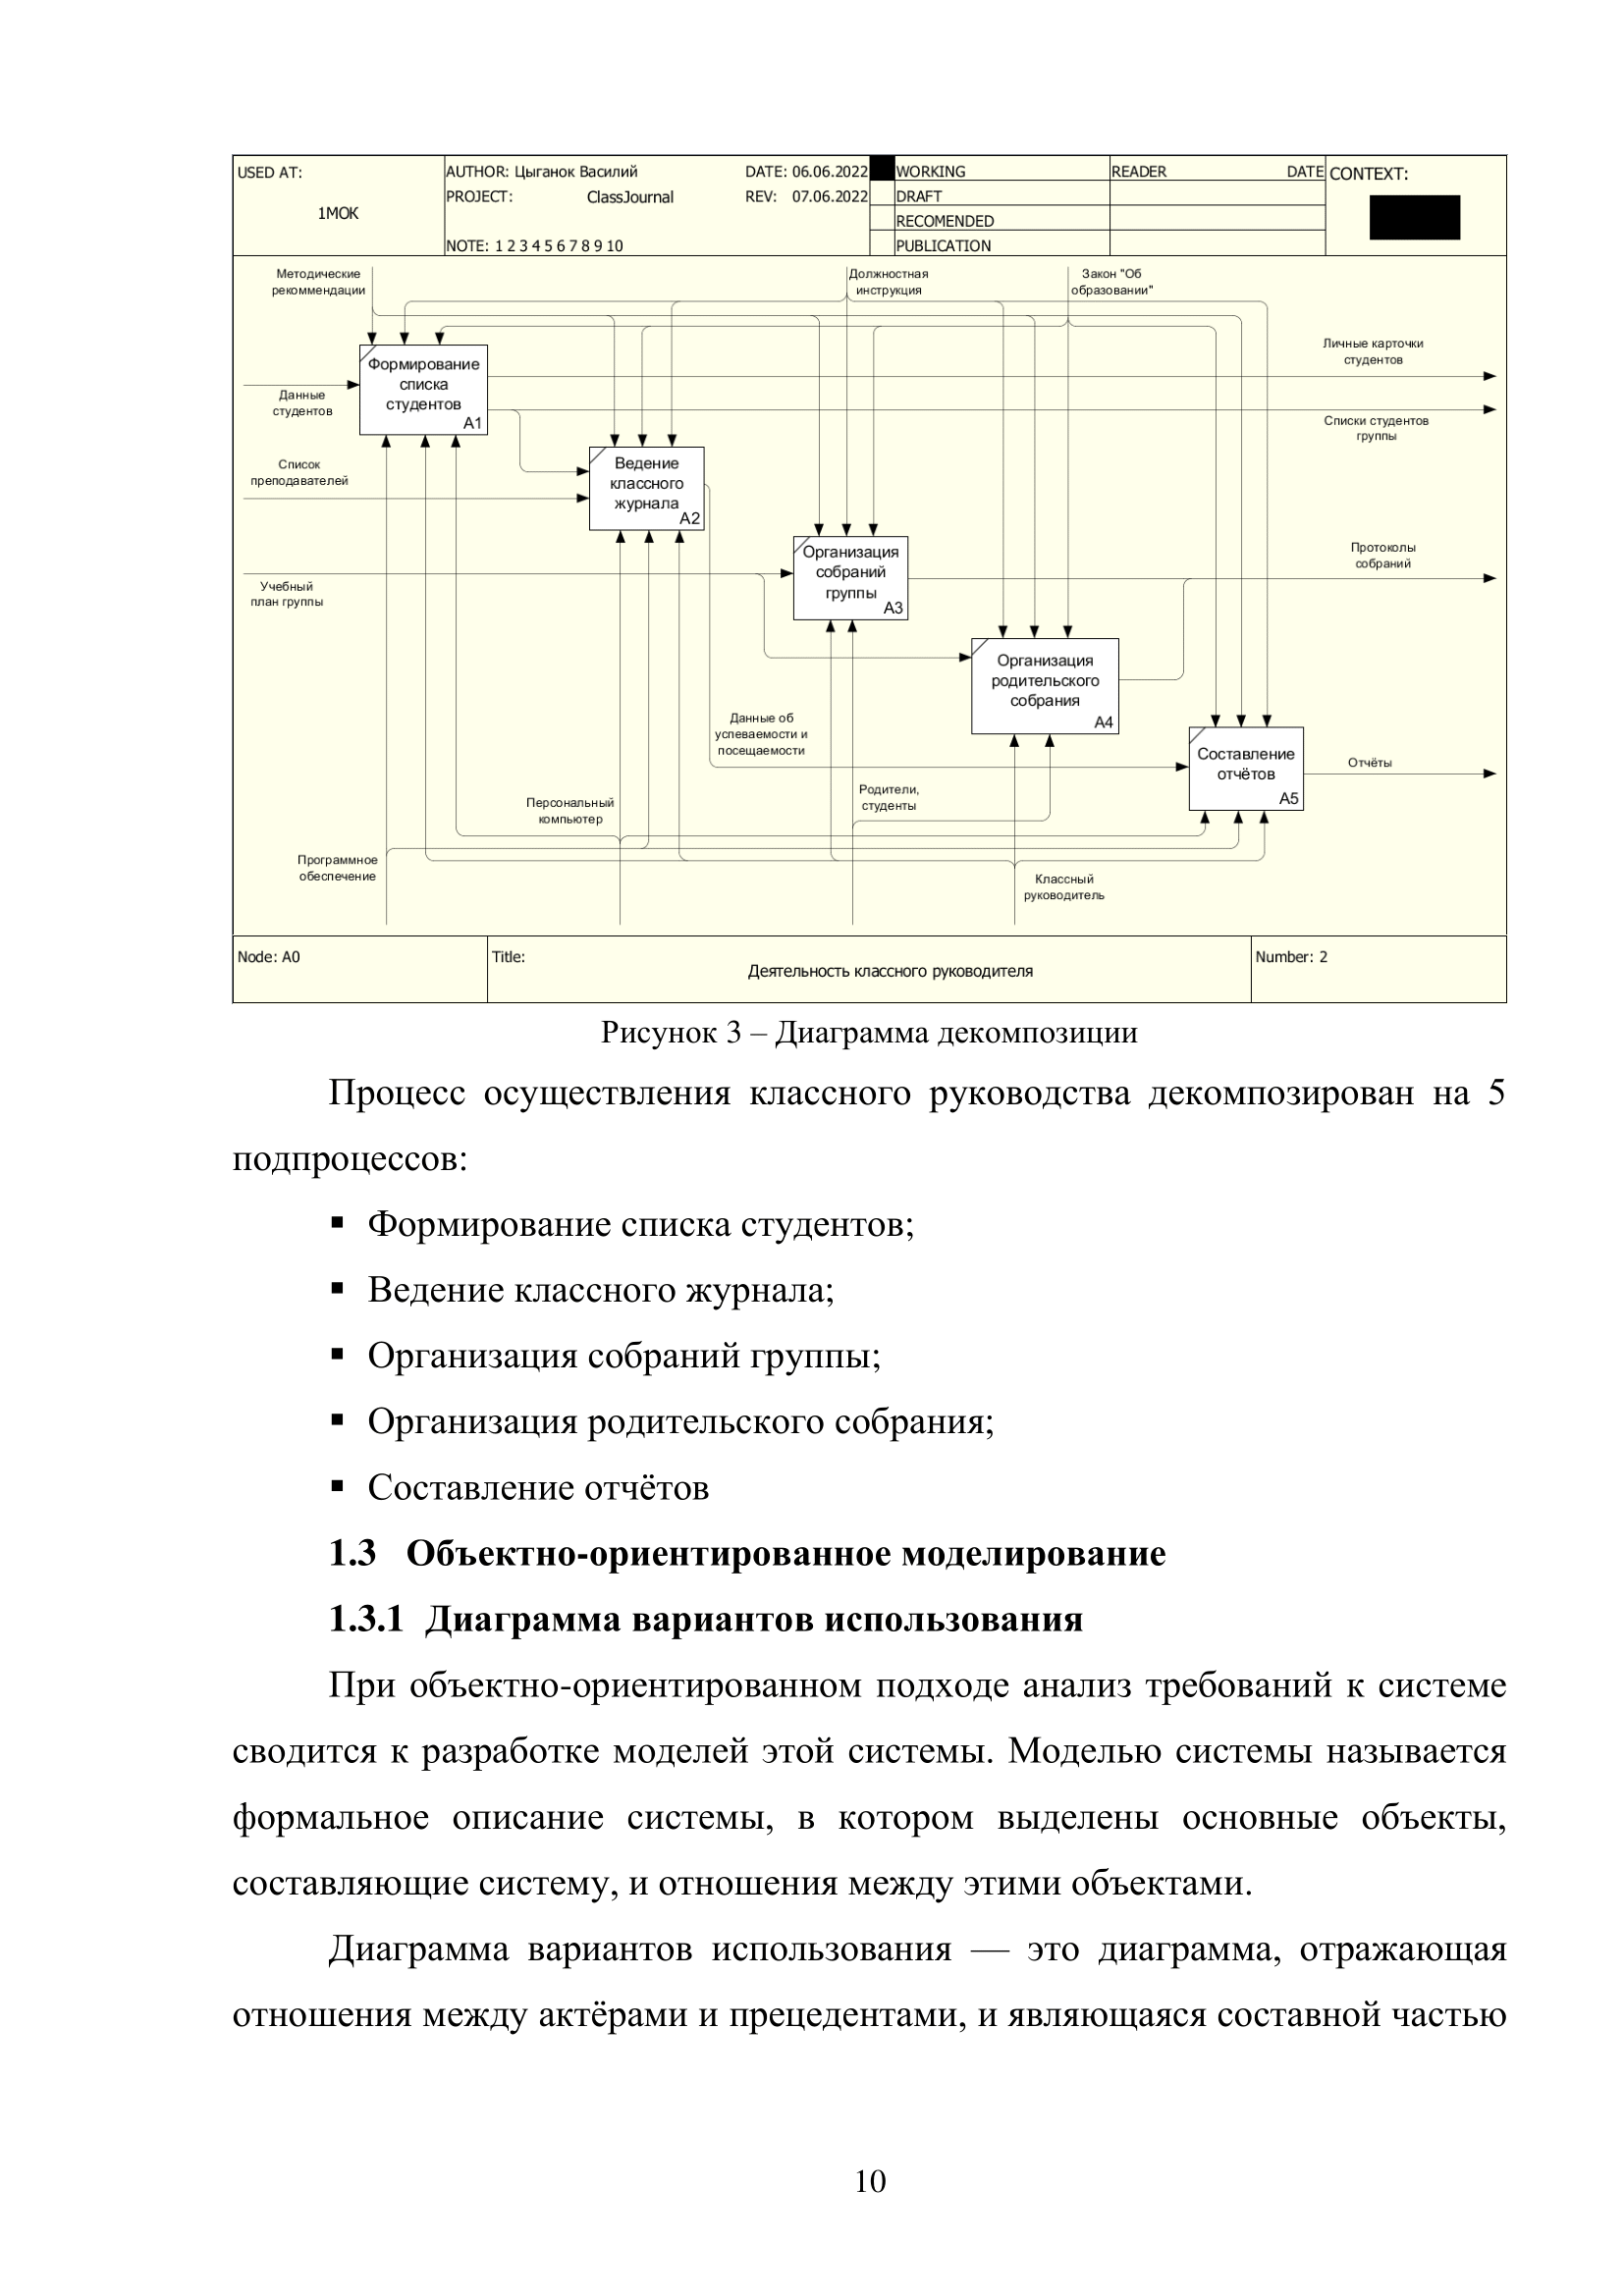 USED AT:
1МОК
AUTHOR: Цыганок Василий
DATE: 06.06.2022
PROJECT: ClassJournal
REV: 07.06.2022
NOTE: 1 2 3 4 5 6 7 8 9 10
WORKING
DRAFT
RECOMENDED
PUBLICATION
READER DATE
CONTEXT:
Методические
рекоммендации
Должностная
инструкция
Закон "Об
образовании"
Личные карточки
студентов
Формирование
списка
студентов
A1
Данные
студентов
Списки студентов
группы
Список
преподавателей
Ведение
классного
журнала
A2
Организация
собраний
группы
A3
Протоколы
собраний
Учебный
план группы
Организация
родительского
собрания
A4
Данные об
успеваемости и
посещаемости
Составление
отчётов
A5
Отчёты
Родители,
студенты
Персональный
компьютер
Программное
обеспечение
Классный
руководитель
Node: A0
Title:
Деятельность классного руководителя
Number: 2
Рисунок 3 – Диаграмма декомпозиции
Процесс осуществления классного руководства декомпозирован на 5
подпроцессов:
▪ Формирование списка студентов;
▪ Ведение классного журнала;
▪ Организация собраний группы;
▪ Организация родительского собрания;
▪ Составление отчётов
1.3 Объектно-ориентированное моделирование
1.3.1 Диаграмма вариантов использования
При объектно-ориентированном подходе анализ требований к системе
сводится к разработке моделей этой системы. Моделью системы называется
формальное описание системы, в котором выделены основные объекты,
составляющие систему, и отношения между этими объектами.
Диаграмма вариантов использования — это диаграмма, отражающая
отношения между актёрами и прецедентами, и являющаяся составной частью
10